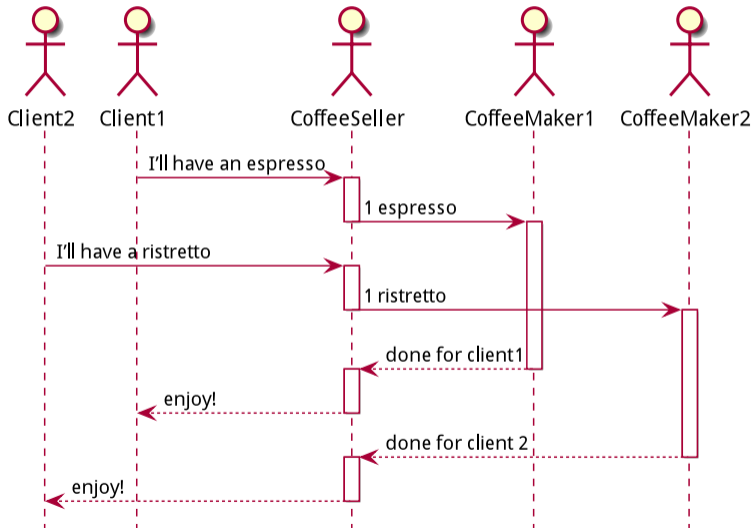 Client2 Client1 CoffeeSeller CoffeeMaker1 CoffeeMaker2
I'll have an espresso
1 espresso
I'll have a ristretto
1 ristretto
done for client1
enjoy!
done for client 2
enjoy!